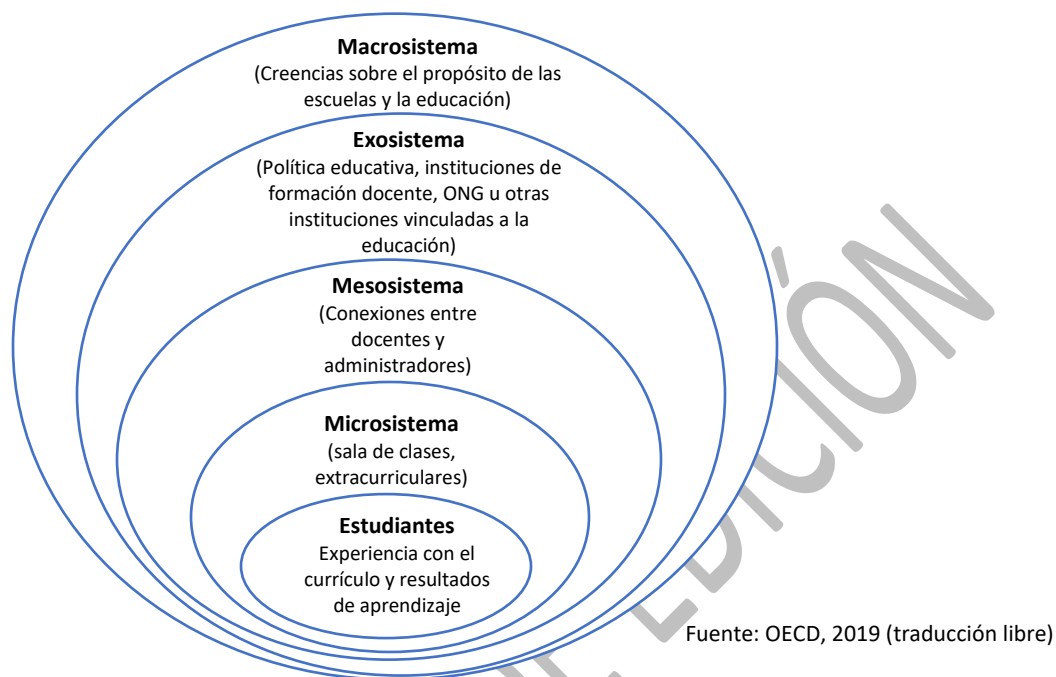 Macrosistema
(Creencias sobre el propósito de las
escuelas y la educación)
Exosistema
(Política educativa, instituciones de
formación docente, ONG u otras
instituciones vinculadas a la
educación)
Mesosistema
(Conexiones entre
docentes y
administradores)
Microsistema
(sala de clases,
extracurriculares)
Estudiantes
Experiencia con el
currículo y resultados
de aprendizaje
Fuente: OECD, 2019 (traducción libre)
EDICIÓN